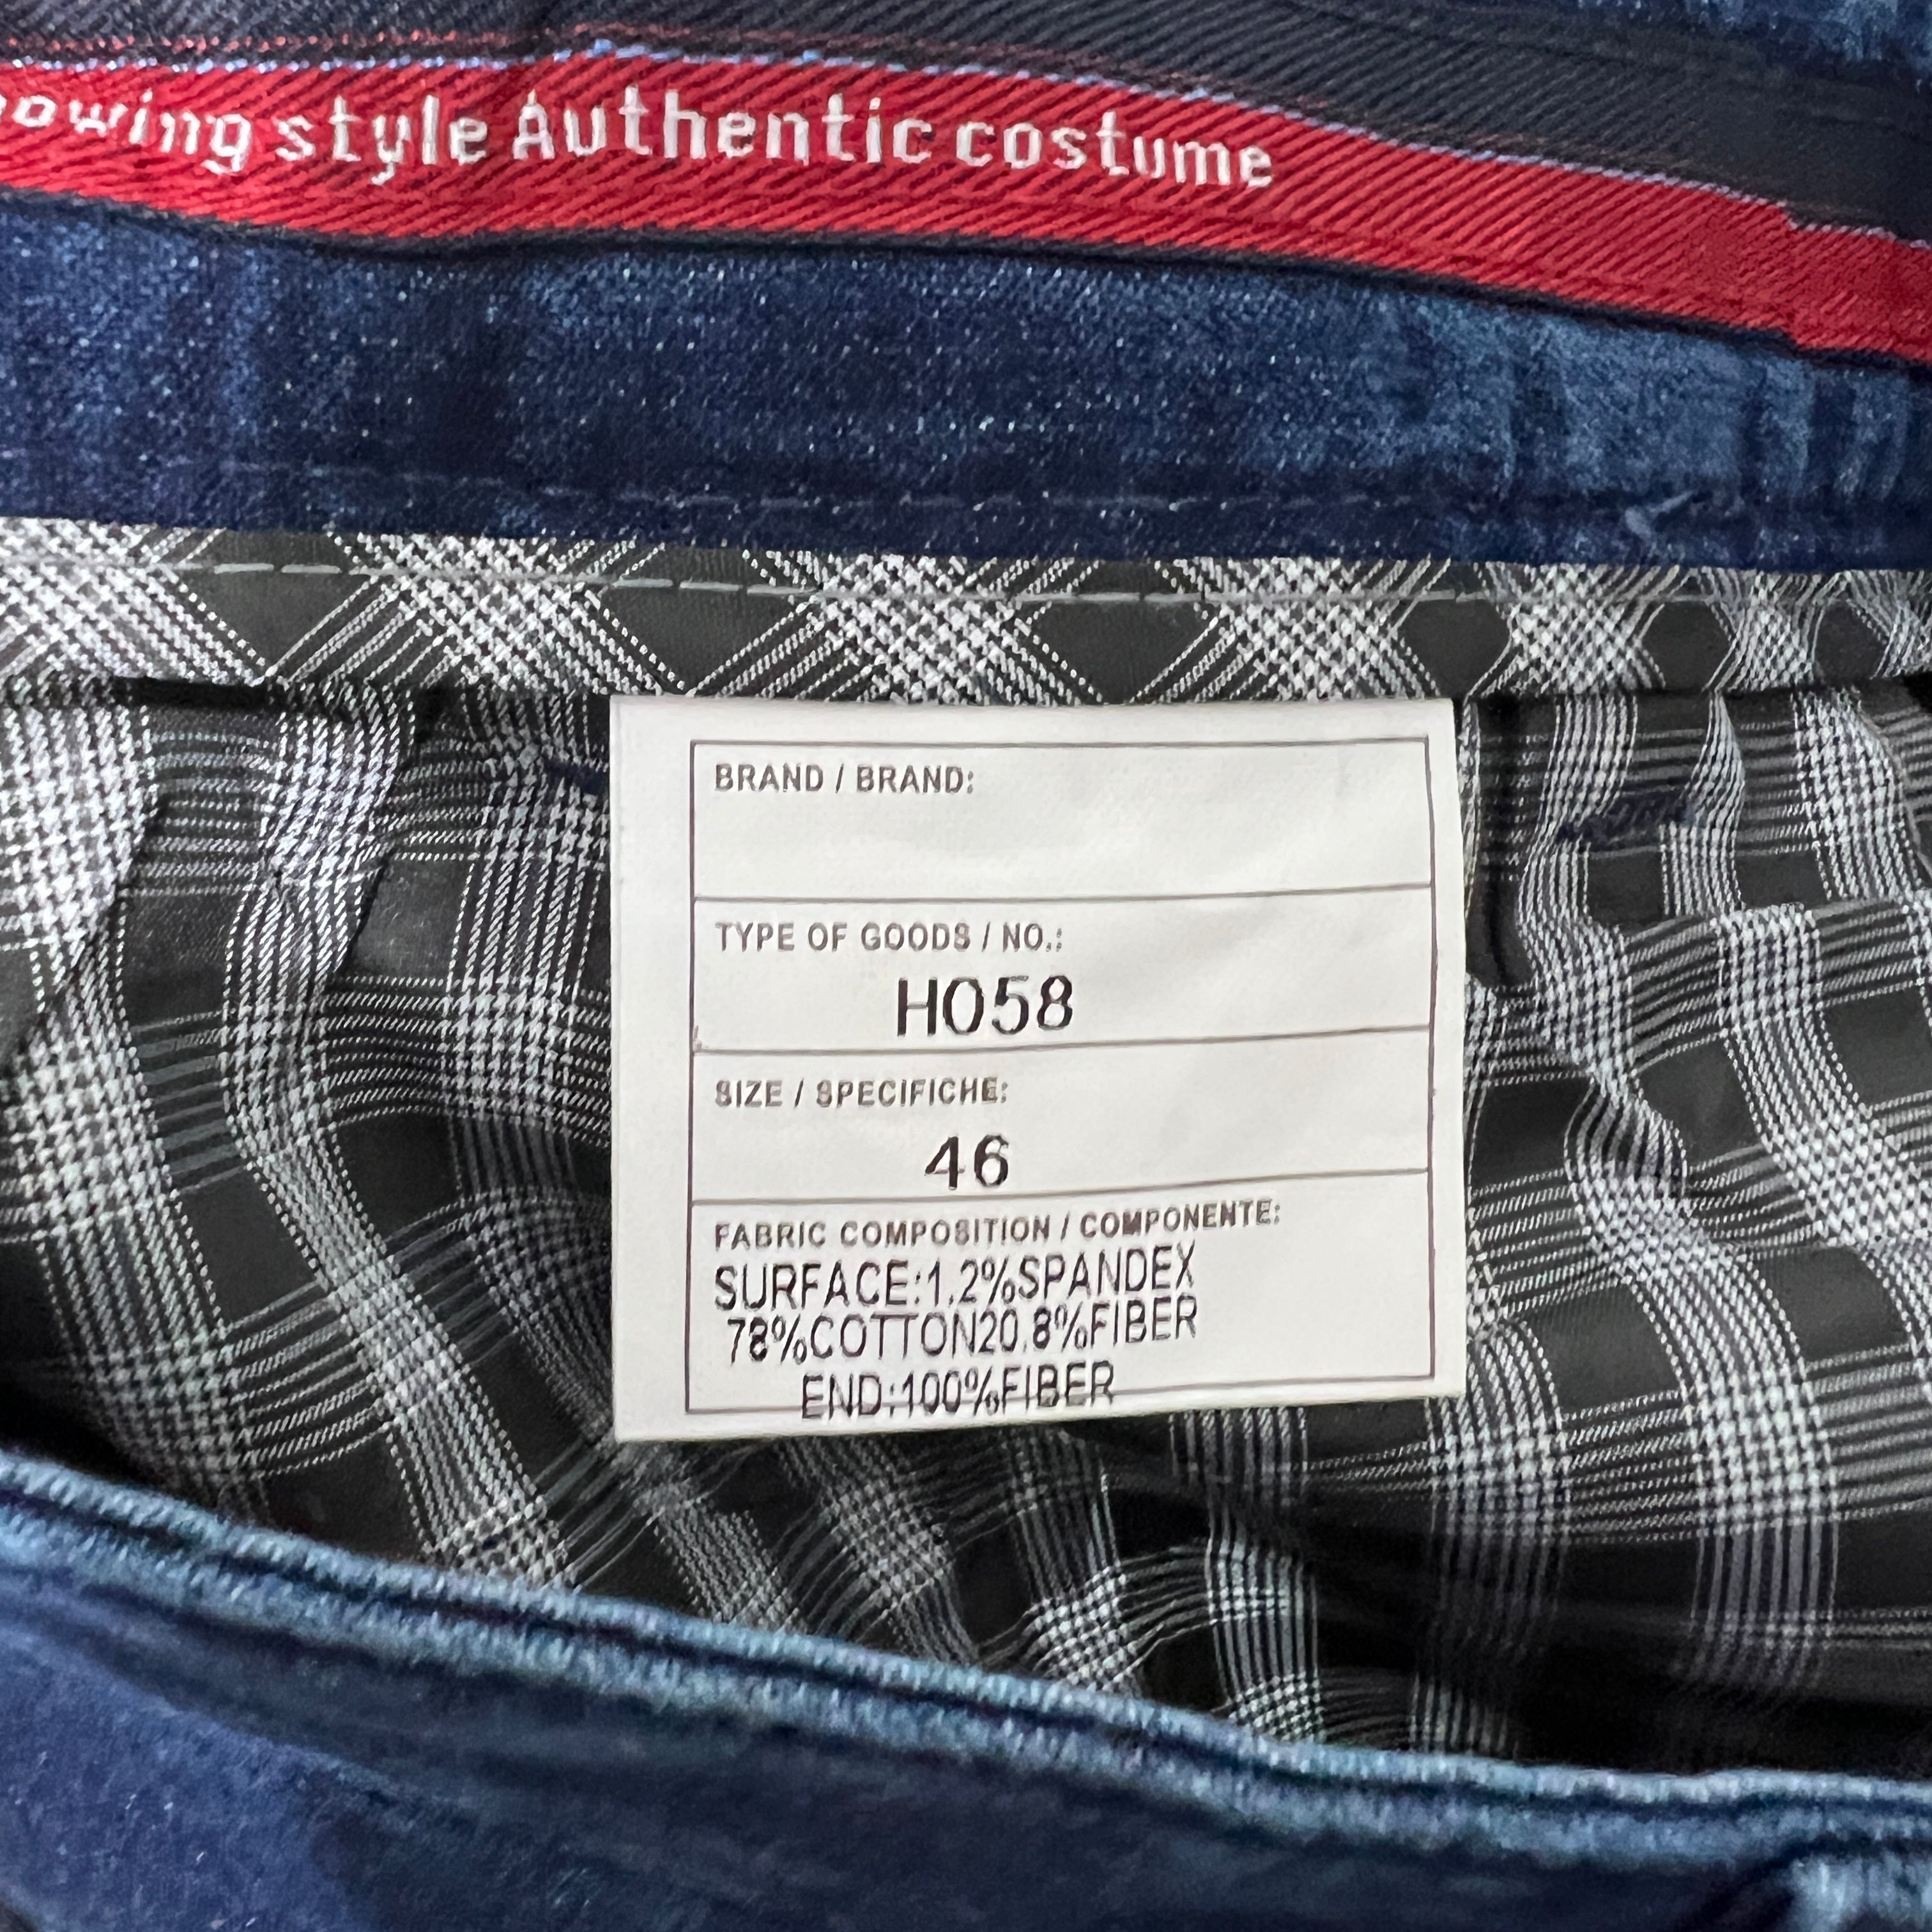 style Authentic costume
BRAND / BRAND:
TYPE OF GOODS / NO.:
H058
SIZE / SPECIFICHE:
46
FABRIC COMPOSITION / COMPONENTE:
SURFACE:1.2%SPANDEX
78%COTTON20.8%FIBER
END:100%FIBER